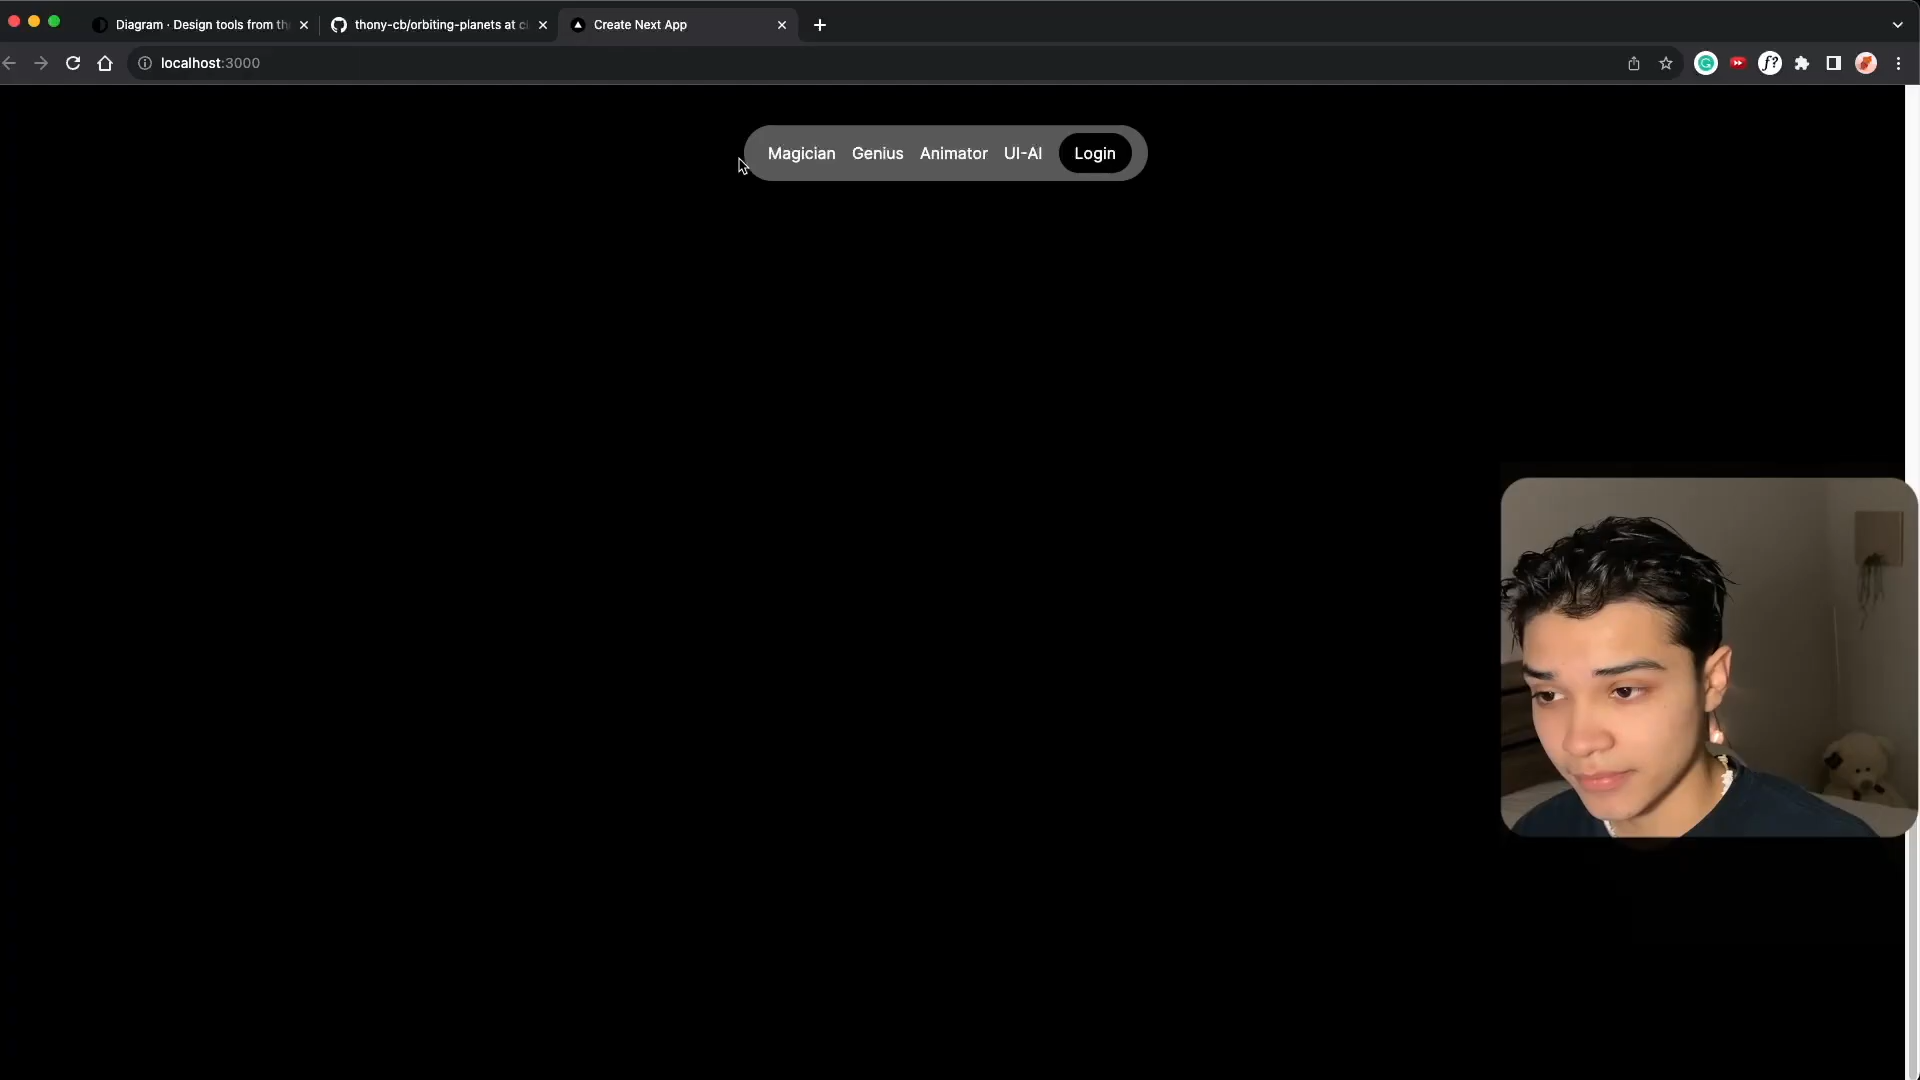 Diagram · Design tools from th
thony-cb/orbiting-planets at
Create Next App
localhost:3000
Magician Genius Animator UI-AI Login